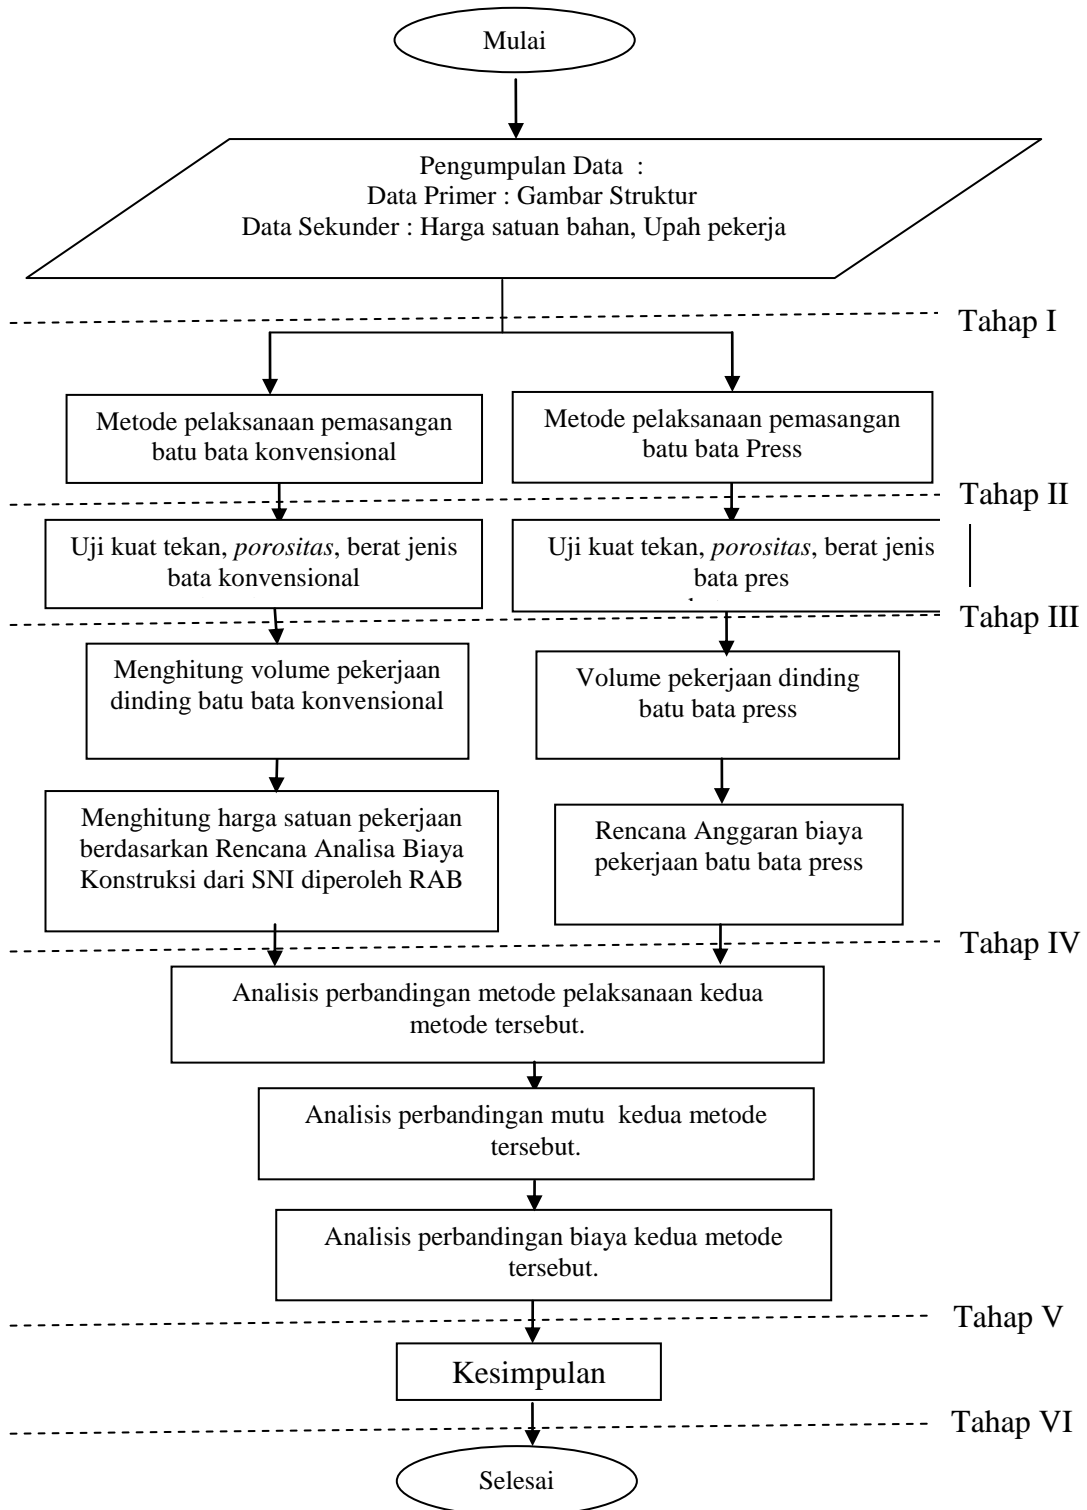 Mulai
Pengumpulan Data :
Data Primer : Gambar Struktur
Data Sekunder : Harga satuan bahan, Upah pekerja
Tahap I
Metode pelaksanaan pemasangan
batu bata konvensional
Metode pelaksanaan pemasangan
batu bata Press
Tahap II
Uji kuat tekan, porositas, berat jenis
bata konvensional
Uji kuat tekan, porositas, berat jenis
bata pres
Tahap III
Menghitung volume pekerjaan
dinding batu bata konvensional
Volume pekerjaan dinding
batu bata press
Menghitung harga satuan pekerjaan
berdasarkan Rencana Analisa Biaya
Konstruksi dari SNI diperoleh RAB
Rencana Anggaran biaya
pekerjaan batu bata press
Tahap IV
Analisis perbandingan metode pelaksanaan kedua
metode tersebut.
Analisis perbandingan mutu kedua metode
tersebut.
Analisis perbandingan biaya kedua metode
tersebut.
Tahap V
Kesimpulan
Tahap VI
Selesai